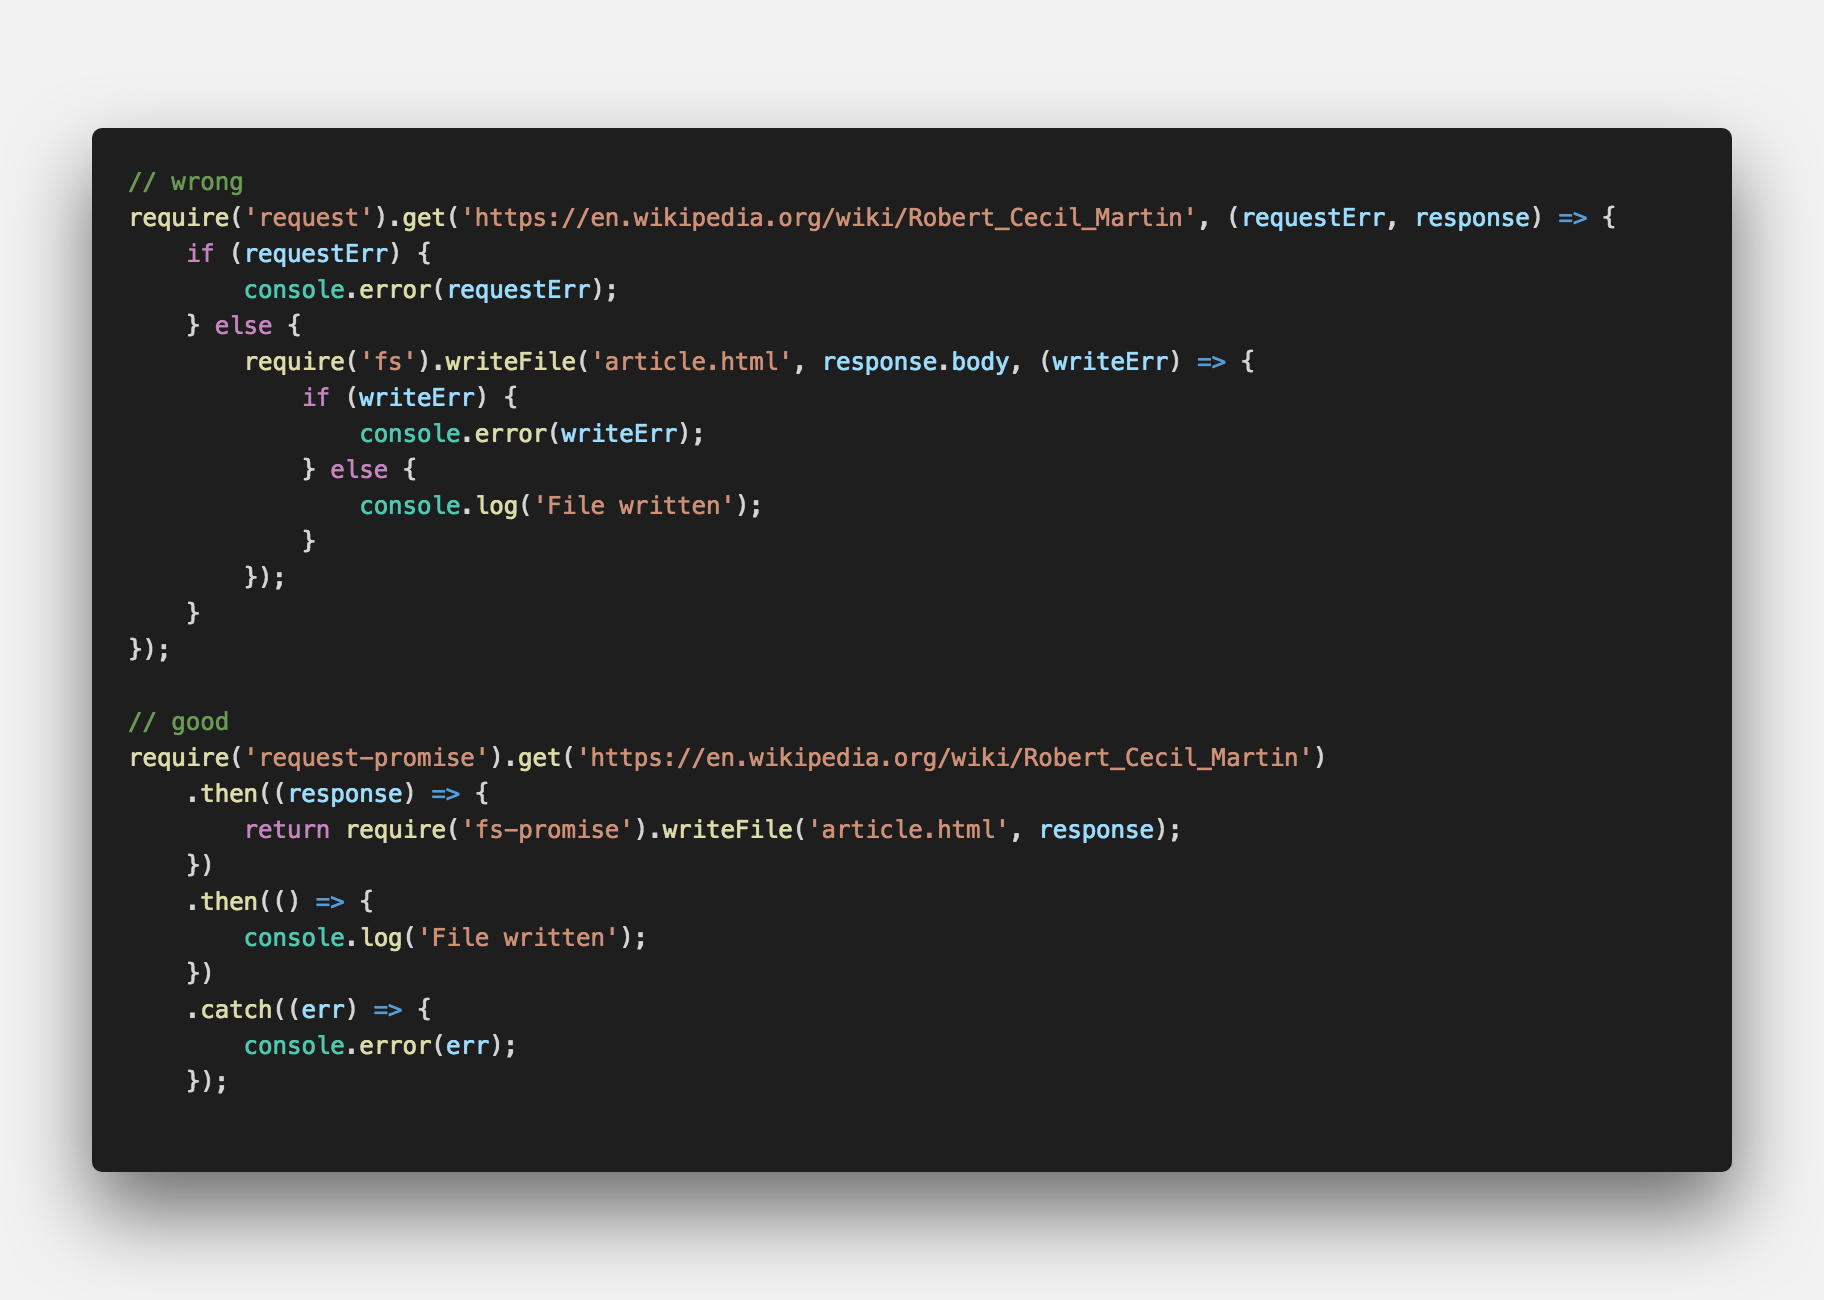 // wrong
require('request').get('https://en.wikipedia.org/wiki/Robert_Cecil_Martin', (requestErr, response) => {
    if (requestErr) {
        console.error(requestErr);
    } else {
        require('fs').writeFile('article.html', response.body, (writeErr) => {
            if (writeErr) {
                console.error(writeErr);
            } else {
                console.log('File written');
            }
        });
    }
});

// good
require('request-promise').get('https://en.wikipedia.org/wiki/Robert_Cecil_Martin')
    .then((response) => {
        return require('fs-promise').writeFile('article.html', response);
    })
    .then(() => {
        console.log('File written');
    })
    .catch((err) => {
        console.error(err);
    });